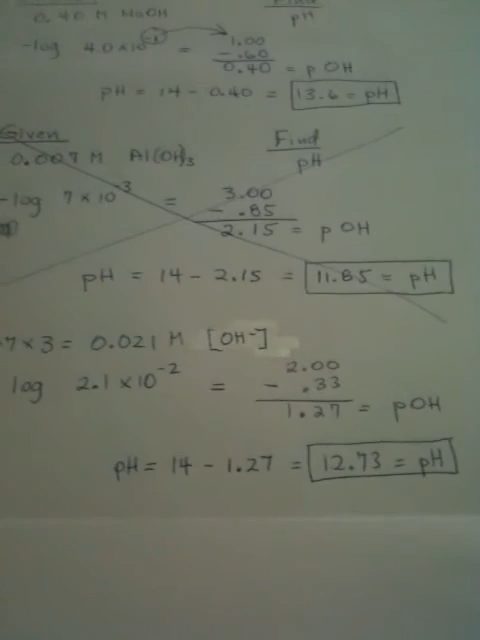 Find
0.40 M NaOH
pH
-log 4.0 x 10⁻¹ = 1.00
- .60
0.40 = pOH
pH = 14 - 0.40 = 13.6 = pH
Given
Find
0.007 M Al(OH)₃
pH
-log 7 x 10⁻³ = 3.00
- .85
2.15 = pOH
pH = 14 - 2.15 = 11.85 = pH
7 x 3 = 0.021 M [OH⁻]
log 2.1 x 10⁻² = 2.00
- .33
1.27 = pOH
pH = 14 - 1.27 = 12.73 = pH